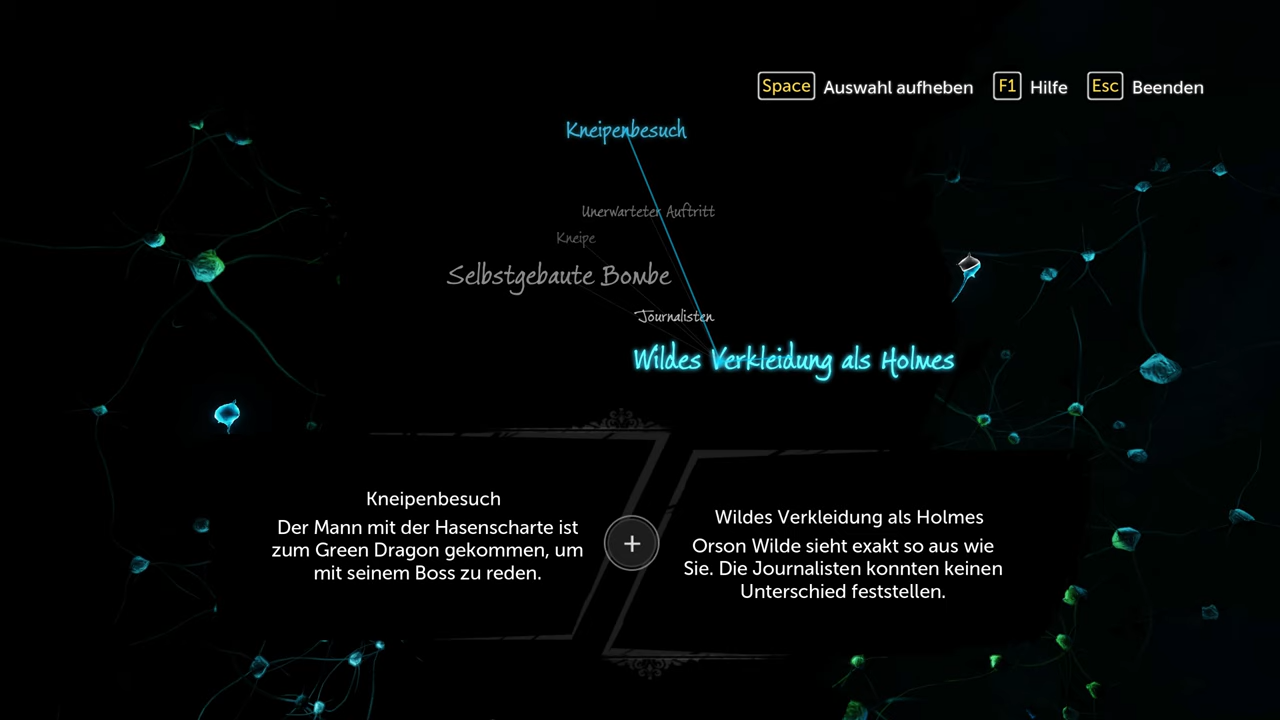 Space Auswahl aufheben F1 Hilfe Esc Beenden
Kneipenbesuch
Unerwarteter Auftritt
Kneipe
Selbstgebaute Bombe
Journalisten
Wildes Verkleidung als Holmes
Kneipenbesuch
Der Mann mit der Hasenscharte ist
zum Green Dragon gekommen, um
mit seinem Boss zu reden.
+
Wildes Verkleidung als Holmes
Orson Wilde sieht exakt so aus wie
Sie. Die Journalisten konnten keinen
Unterschied feststellen.